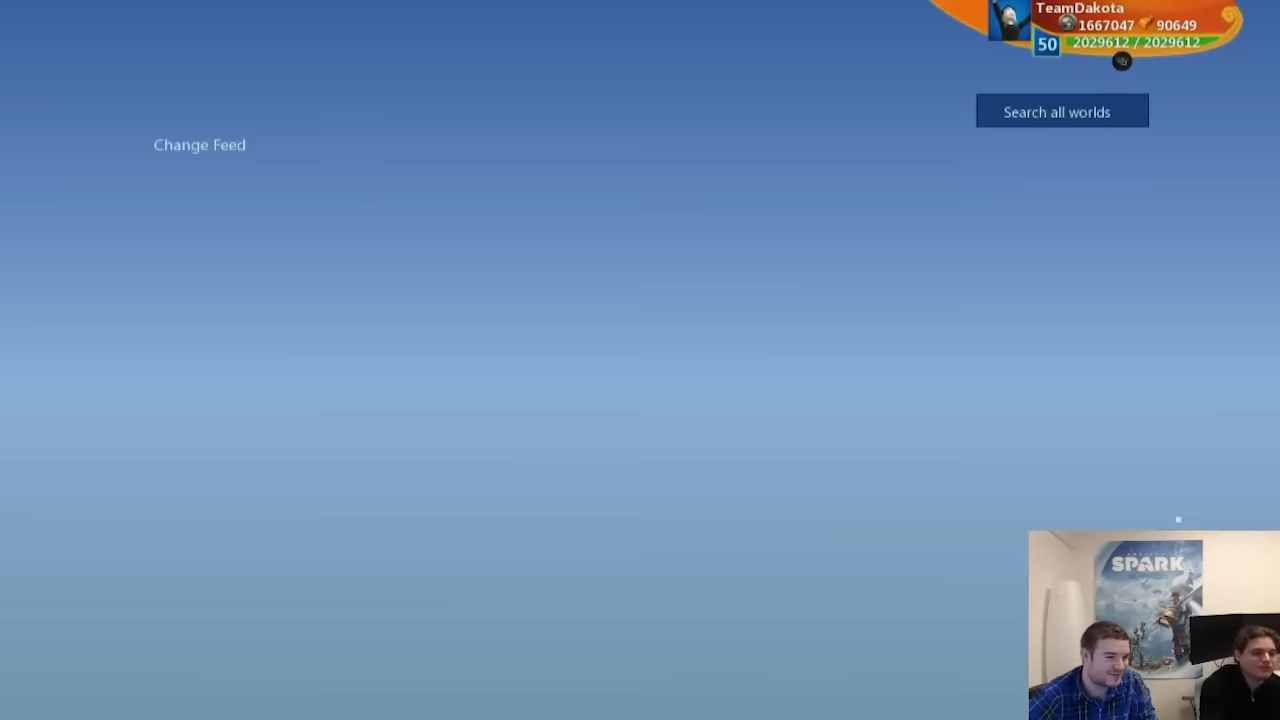 TeamDakota
1667047 90649
50 2029612 / 2029612
Search all worlds
Change Feed
SPARK